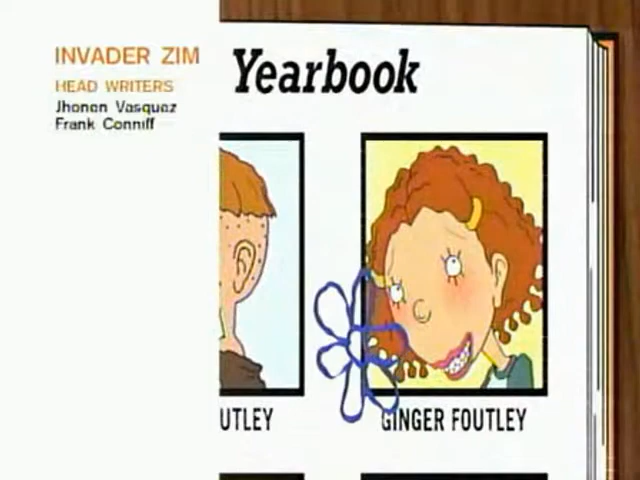 INVADER ZIM
HEAD WRITERS
Jhonen Vasquez
Frank Conniff
Yearbook
UTLEY
GINGER FOUTLEY